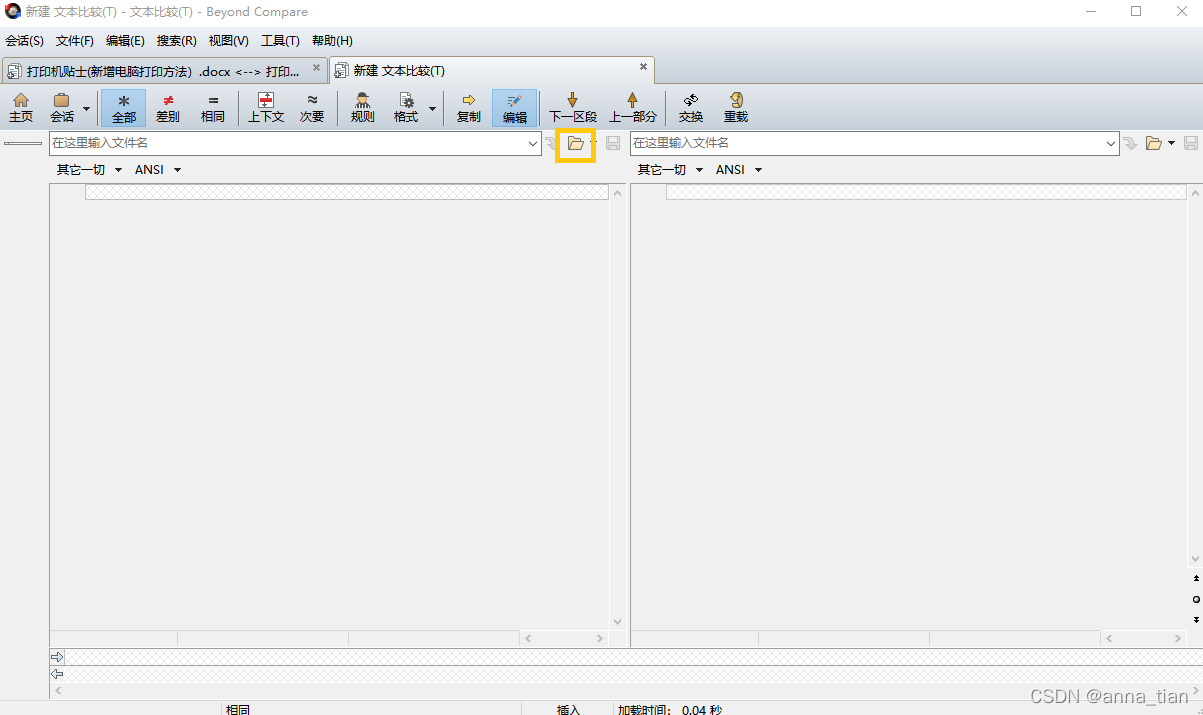 新建 文本比较(T) - 文本比较(T) - Beyond Compare
会话(S) 文件(F) 编辑(E) 搜索(R) 视图(V) 工具(T) 帮助(H)
打印机贴士(新增电脑打印方法）.docx <--> 打印... 新建 文本比较(T)
主页 会话 全部 差别 相同 上下文 次要 规则 格式 复制 编辑 下一区段 上一部分 交换 重载
在这里输入文件名 在这里输入文件名
其它一切 ANSI 其它一切 ANSI
CSDN @anna_tian
相同 插入 加载时间： 0.04 秒